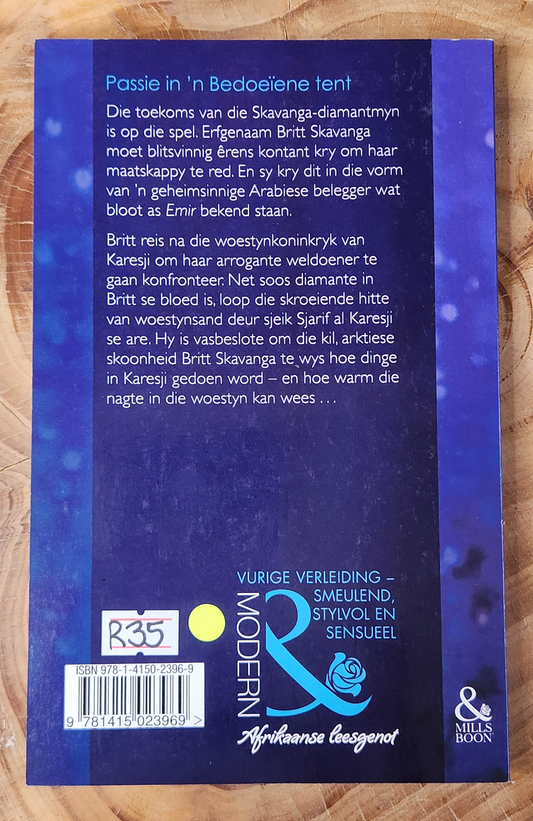 Passie in 'n Bedoeïene tent
Die toekoms van die Skavanga-diamantmyn
is op die spel. Erfgenaam Britt Skavanga
moet blitsvinnig êrens kontant kry om haar
maatskappy te red. En sy kry dit in die vorm
van 'n geheimsinnige Arabiese belegger wat
bloot as Emir bekend staan.
Britt reis na die woestynkoninkryk van
Karesji om haar arrogante weldoener te
gaan konfronteer. Net soos diamante in
Britt se bloed is, loop die skroeiende hitte
van woestynsand deur sjeik Sjarif al Karesji
se are. Hy is vasbeslote om die kil, arktiese
skoonheid Britt Skavanga te wys hoe dinge
in Karesji gedoen word – en hoe warm die
nagte in die woestyn kan wees ...
VURIGE VERLEIDING –
SMEULEND,
STYLVOL EN
SENSUEEL
MODERN
&
Afrikaanse leesgenot
R35
ISBN 978-1-4150-2396-9
9 781415 023969 >
&
MILLS
BOON